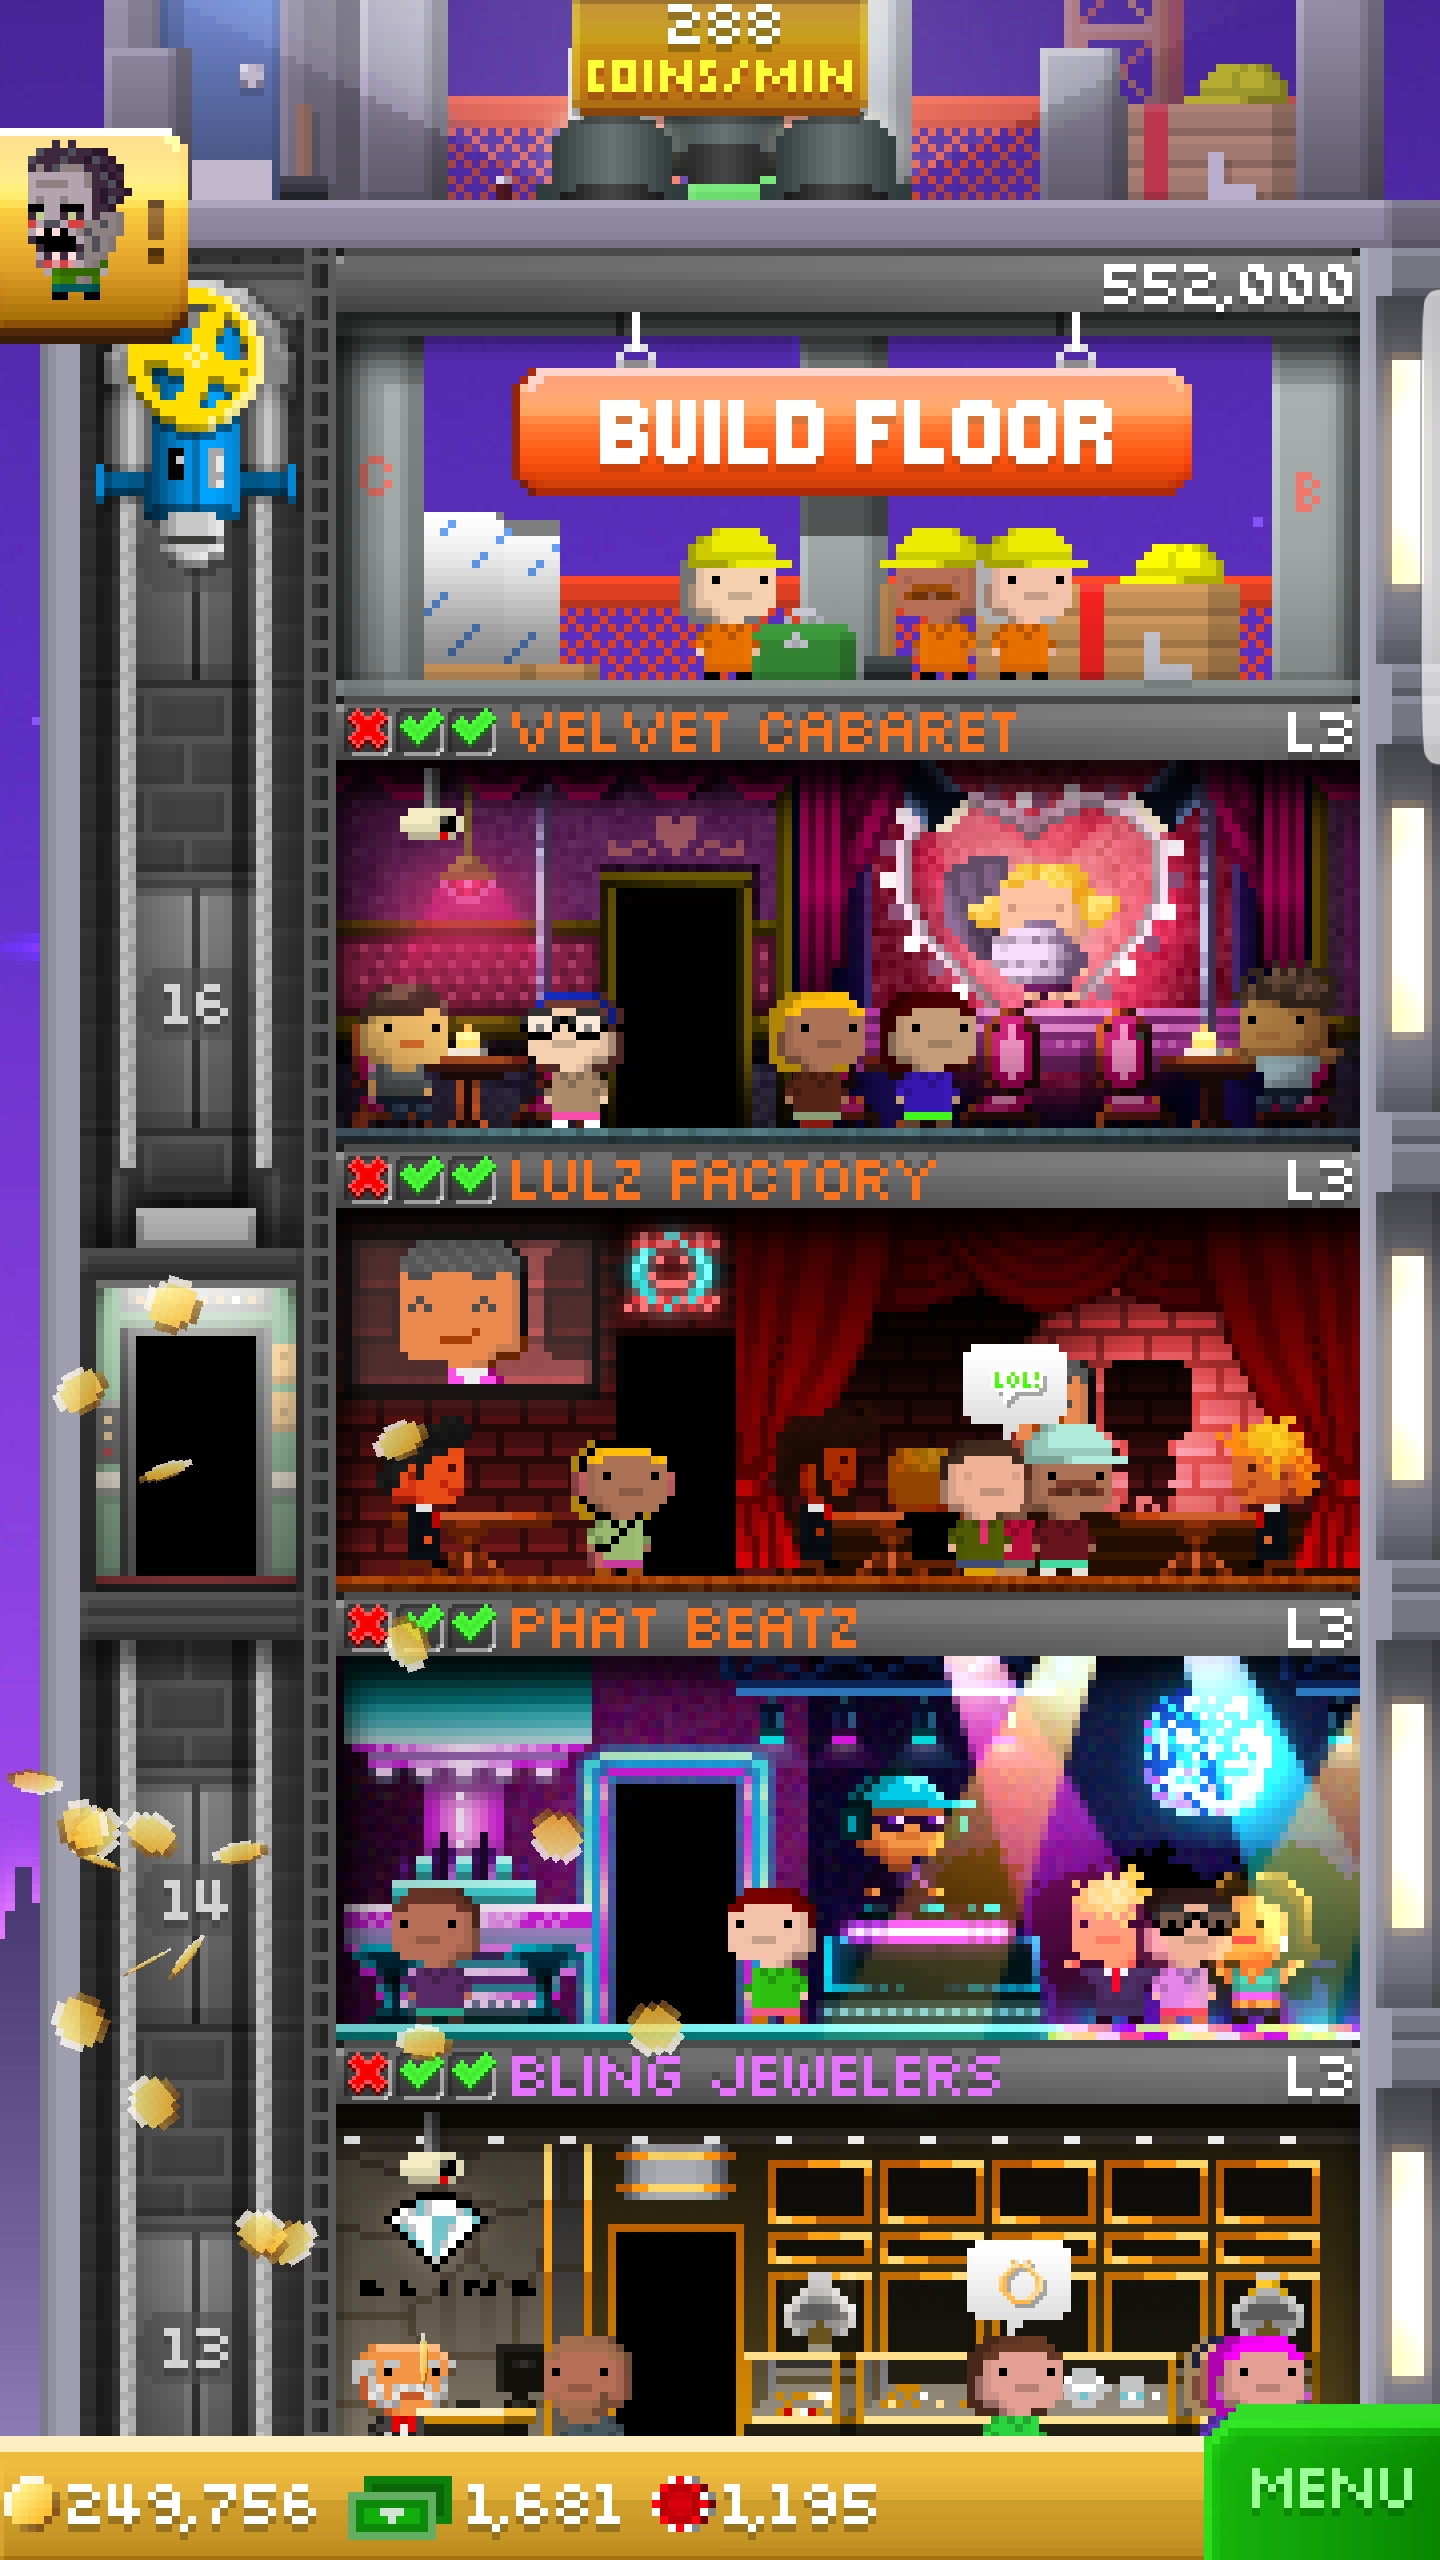 288
COINS/MIN
!
552,000
BUILD FLOOR
C
B
VELVET CABARET L3
16
LULZ FACTORY L3
LOL!
PHAT BEATZ L3
14
BLING JEWELERS L3
BLING
13
249,756 1,681 1,195
MENU